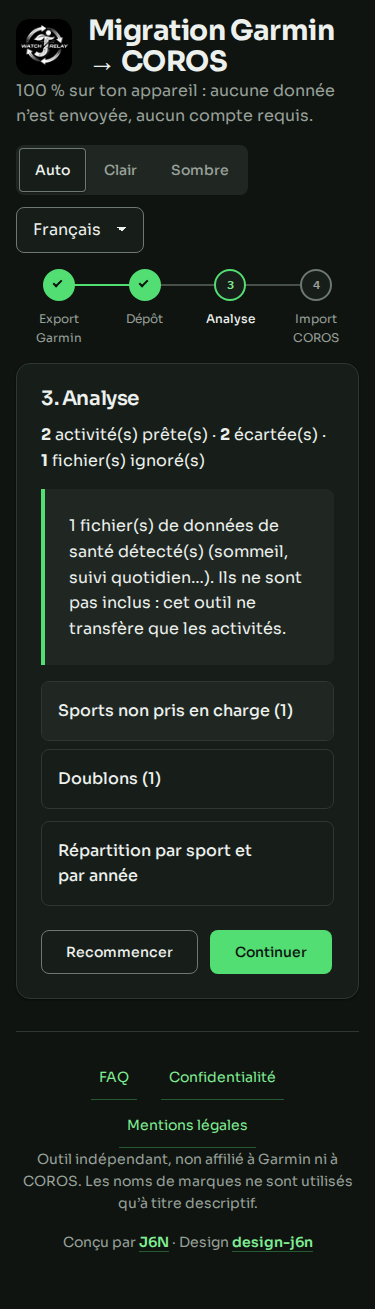 WATCH RELAY
Migration Garmin
→ COROS
100 % sur ton appareil : aucune donnée
n’est envoyée, aucun compte requis.
Auto Clair Sombre
Français
3 4
Export Garmin Dépôt Analyse Import COROS
3. Analyse
2 activité(s) prête(s) · 2 écartée(s) ·
1 fichier(s) ignoré(s)
1 fichier(s) de données de
santé détecté(s) (sommeil,
suivi quotidien…). Ils ne sont
pas inclus : cet outil ne
transfère que les activités.
Sports non pris en charge (1)
Doublons (1)
Répartition par sport et
par année
Recommencer Continuer
FAQ Confidentialité
Mentions légales
Outil indépendant, non affilié à Garmin ni à
COROS. Les noms de marques ne sont utilisés
qu’à titre descriptif.
Conçu par J6N · Design design-j6n